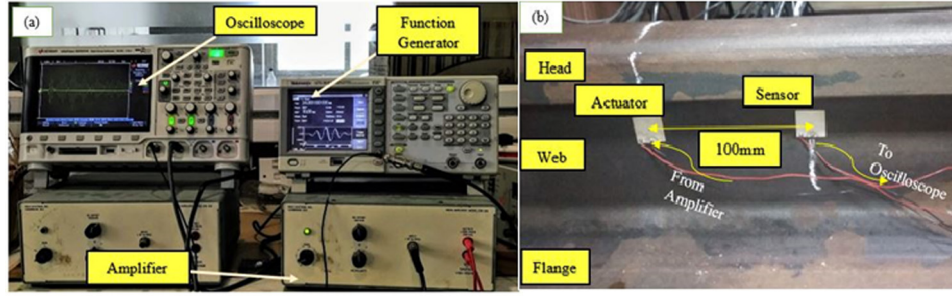 (a)
Oscilloscope
Function
Generator
Amplifier
(b)
Head
Actuator
Sensor
100mm
Web
To
Oscilloscope
From
Amplifier
Flange